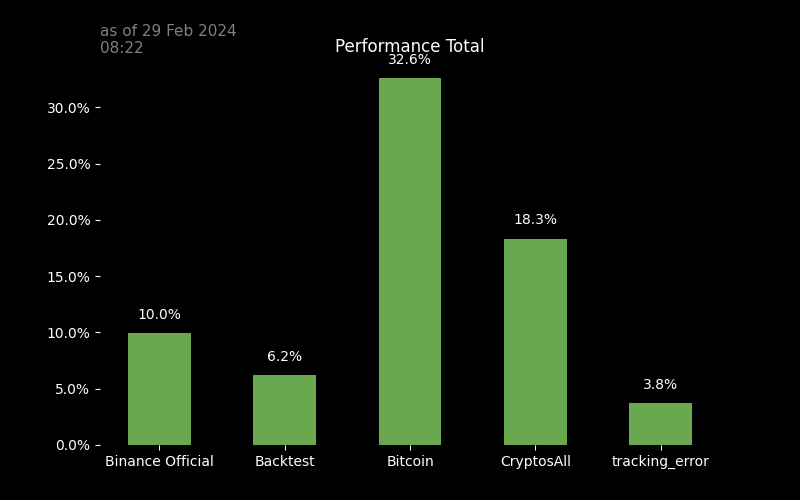 as of 29 Feb 2024
08:22
Performance Total
32.6%
30.0%
25.0%
20.0%
18.3%
15.0%
10.0%
10.0%
6.2%
5.0%
3.8%
0.0%
Binance Official
Backtest
Bitcoin
CryptosAll
tracking_error